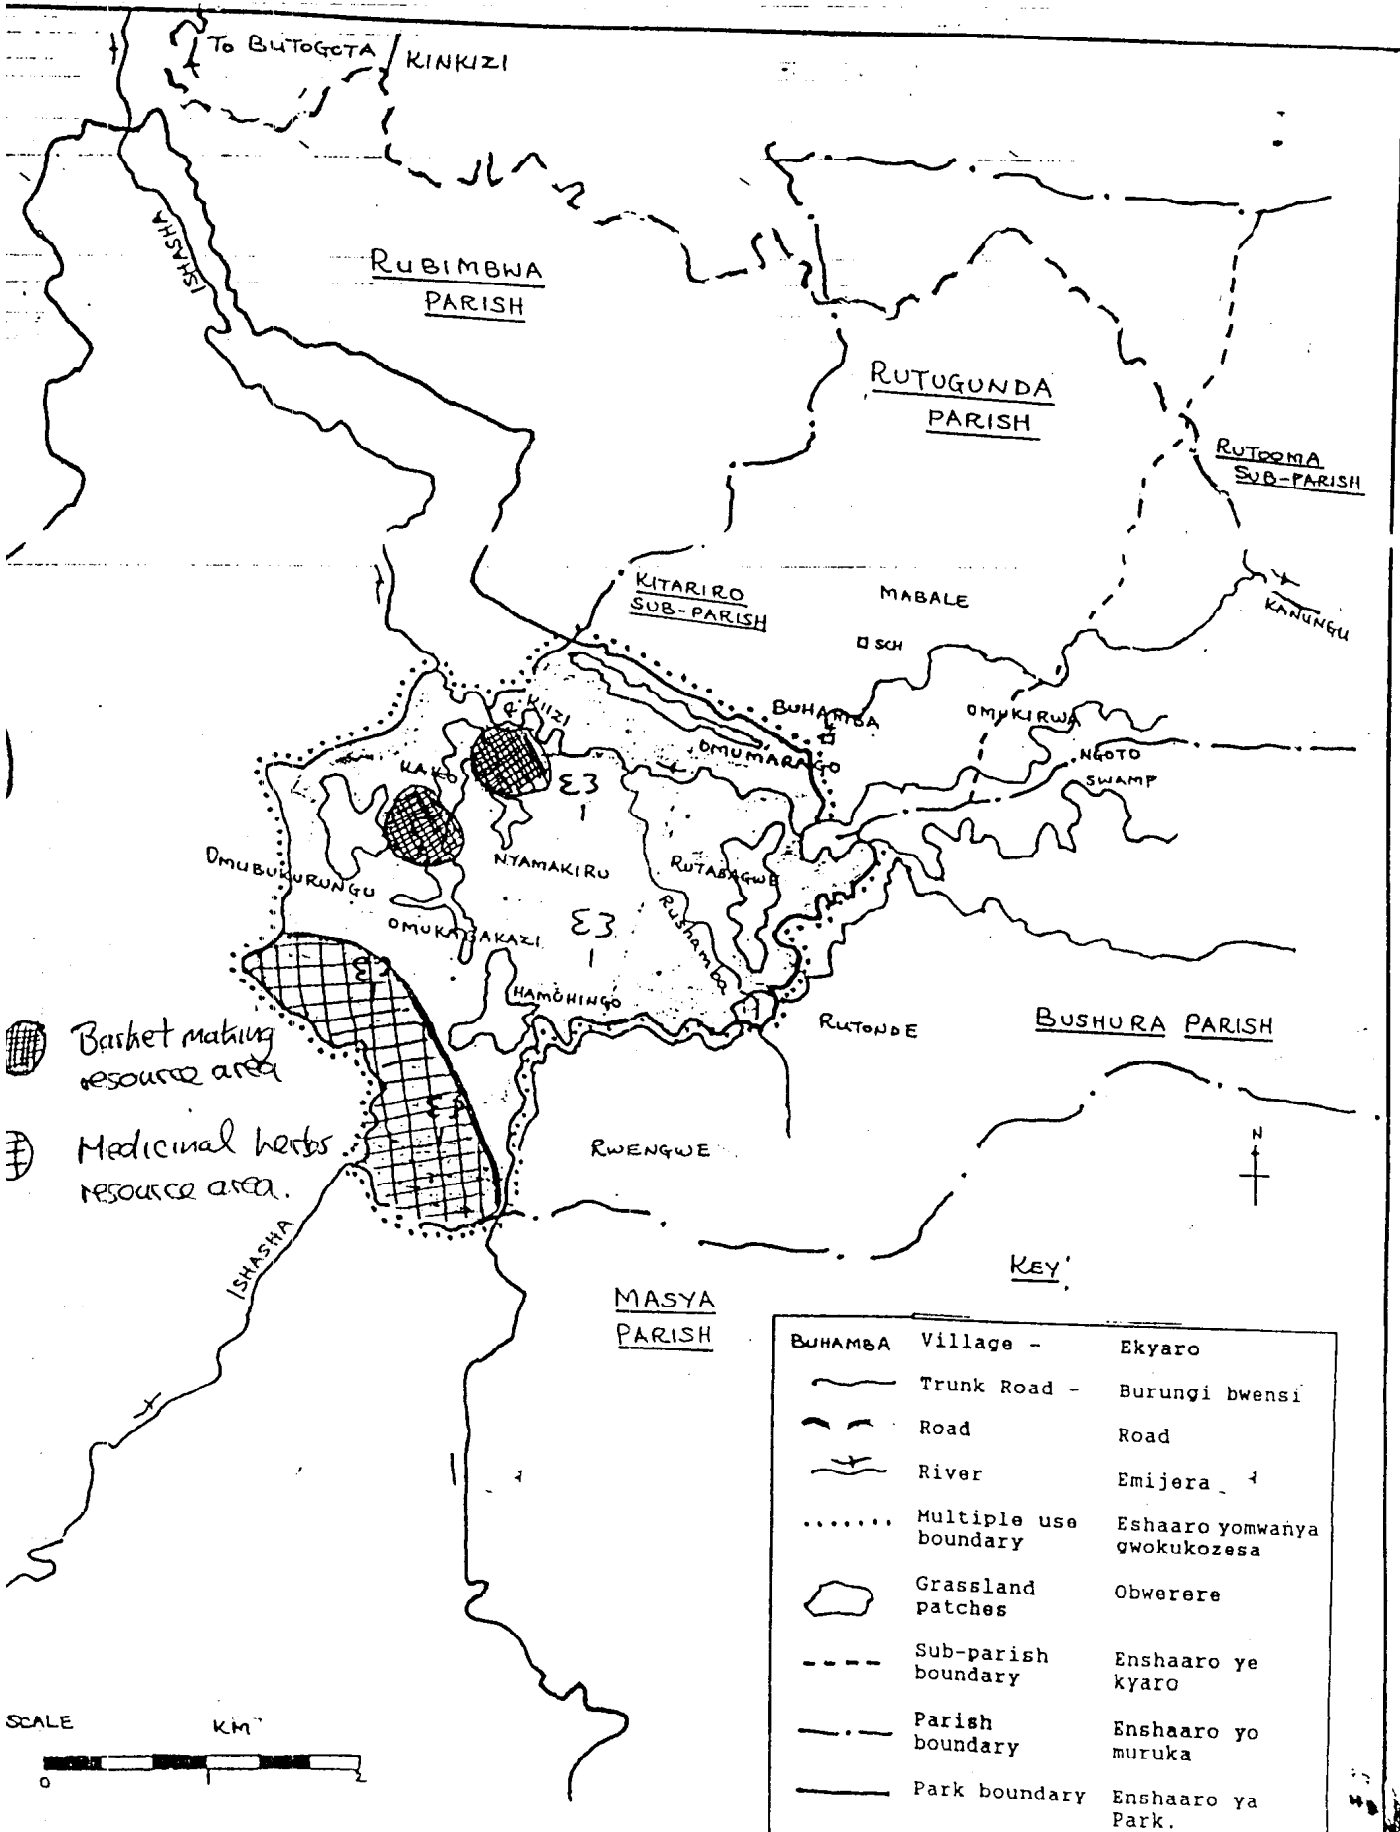 TO BUTOGOTA / KINKIZI
ISHASHA
RUBIMBWA
PARISH
RUTUGUNDA
PARISH
RUTOOMA
SUB-PARISH
KITARIRO
SUB-PARISH
MABALE
SCH
KANUNGU
R. KIIZI
BUHAMBA
OMUKIRWA
NGOTO
SWAMP
OMUMARAGO
KAKO
NTAMAKIRU
RUTABAGWE
OMUBUKURUNGU
OMUKABAKAZI
Rushamba
HAMUHINGO
RUTONDE
BUSHURA PARISH
Barket making
resource area
Medicinal herbs
resource area.
RWENGWE
N
ISHASHA
MASYA
PARISH
KEY:
BUHAMBA Village - Ekyaro
Trunk Road - Burungi bwensi
Road Road
River Emijera
Multiple use Eshaaro yomwanya
boundary gwokukozesa
Grassland Obwerere
patches
Sub-parish Enshaaro ye
boundary kyaro
Parish Enshaaro yo
boundary muruka
Park boundary Enshaaro ya
Park.
SCALE KM
0 1 2